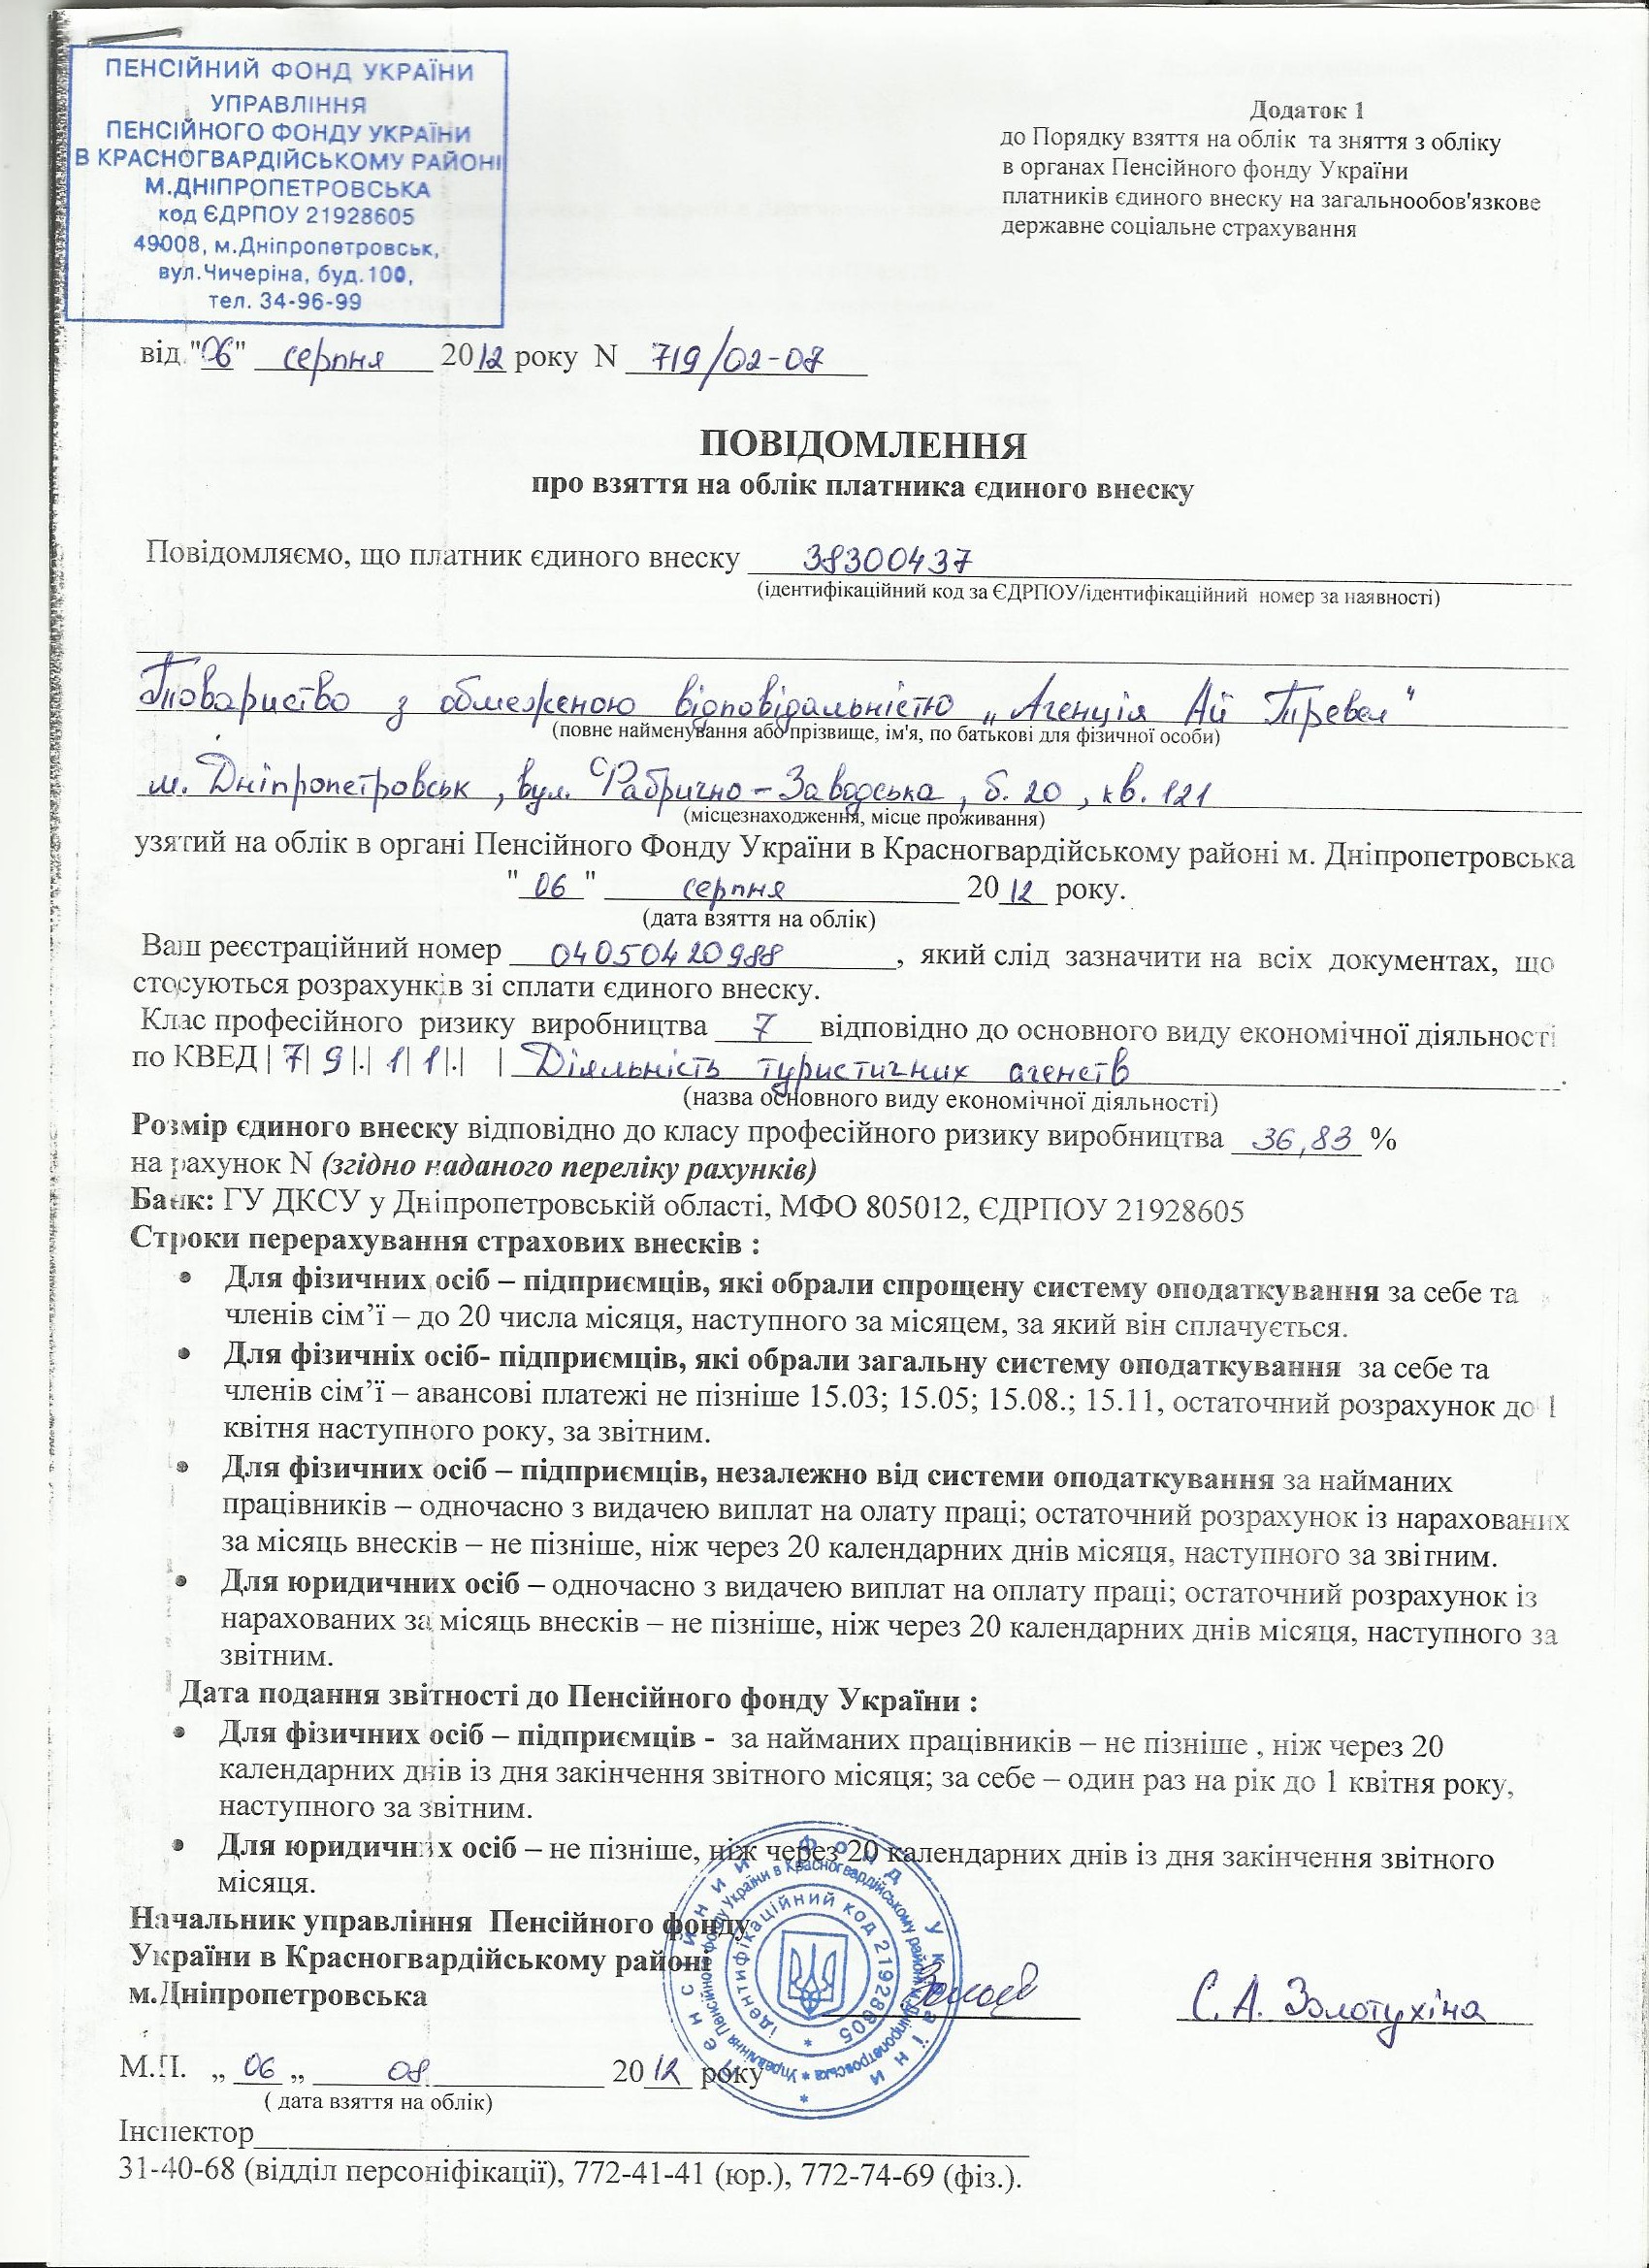 ПЕНСІЙНИЙ ФОНД УКРАЇНИ
УПРАВЛІННЯ
ПЕНСІЙНОГО ФОНДУ УКРАЇНИ
В КРАСНОГВАРДІЙСЬКОМУ РАЙОНІ
М.ДНІПРОПЕТРОВСЬКА
код ЄДРПОУ 21928605
49008, м.Дніпропетровськ,
вул.Чичеріна, буд.100,
тел. 34-96-99
Додаток 1
до Порядку взяття на облік та зняття з обліку
в органах Пенсійного фонду України
платників єдиного внеску на загальнообов'язкове
державне соціальне страхування
від "06" серпня 2012 року N 719/02-07
ПОВІДОМЛЕННЯ
про взяття на облік платника єдиного внеску
Повідомляємо, що платник єдиного внеску 38300437
(ідентифікаційний код за ЄДРПОУ/ідентифікаційний номер за наявності)
Товариство з обмеженою відповідальністю „Агенція Ай Тревел"
(повне найменування або прізвище, ім'я, по батькові для фізичної особи)
м. Дніпропетровськ, вул. Фабрично-Заводська, б. 20, кв. 121
(місцезнаходження, місце проживання)
узятий на облік в органі Пенсійного Фонду України в Красногвардійському районі м. Дніпропетровська
"06" серпня 2012 року.
(дата взяття на облік)
Ваш реєстраційний номер 04050420988, який слід зазначити на всіх документах, що
стосуються розрахунків зі сплати єдиного внеску.
Клас професійного ризику виробництва 7 відповідно до основного виду економічної діяльності
по КВЕД | 7| 9 |.| 1| 1|.| | Діяльність туристичних агенств.
(назва основного виду економічної діяльності)
Розмір єдиного внеску відповідно до класу професійного ризику виробництва 36,83 %
на рахунок N (згідно наданого переліку рахунків)
Банк: ГУ ДКСУ у Дніпропетровській області, МФО 805012, ЄДРПОУ 21928605
Строки перерахування страхових внесків :
• Для фізичних осіб – підприємців, які обрали спрощену систему оподаткування за себе та
членів сім’ї – до 20 числа місяця, наступного за місяцем, за який він сплачується.
• Для фізичніх осіб- підприємців, які обрали загальну систему оподаткування за себе та
членів сім’ї – авансові платежі не пізніше 15.03; 15.05; 15.08.; 15.11, остаточний розрахунок до 1
квітня наступного року, за звітним.
• Для фізичних осіб – підприємців, незалежно від системи оподаткування за найманих
працівників – одночасно з видачею виплат на олату праці; остаточний розрахунок із нарахованих
за місяць внесків – не пізніше, ніж через 20 календарних днів місяця, наступного за звітним.
• Для юридичних осіб – одночасно з видачею виплат на оплату праці; остаточний розрахунок із
нарахованих за місяць внесків – не пізніше, ніж через 20 календарних днів місяця, наступного за
звітним.
Дата подання звітності до Пенсійного фонду України :
• Для фізичних осіб – підприємців - за найманих працівників – не пізніше , ніж через 20
календарних днів із дня закінчення звітного місяця; за себе – один раз на рік до 1 квітня року,
наступного за звітним.
• Для юридичних осіб – не пізніше, ніж через 20 календарних днів із дня закінчення звітного
місяця.
Начальник управління Пенсійного фонду
України в Красногвардійському районі
м.Дніпропетровська
С. А. Золотухіна
Пенсійний фонд України *
Управління Пенсійного фонду України в Красногвардійському районі м.Дніпропетровська *
ідентифікаційний код 21928605 *
М.П. „ 06 „ 08 2012 року
( дата взяття на облік)
Інспектор
31-40-68 (відділ персоніфікації), 772-41-41 (юр.), 772-74-69 (фіз.).